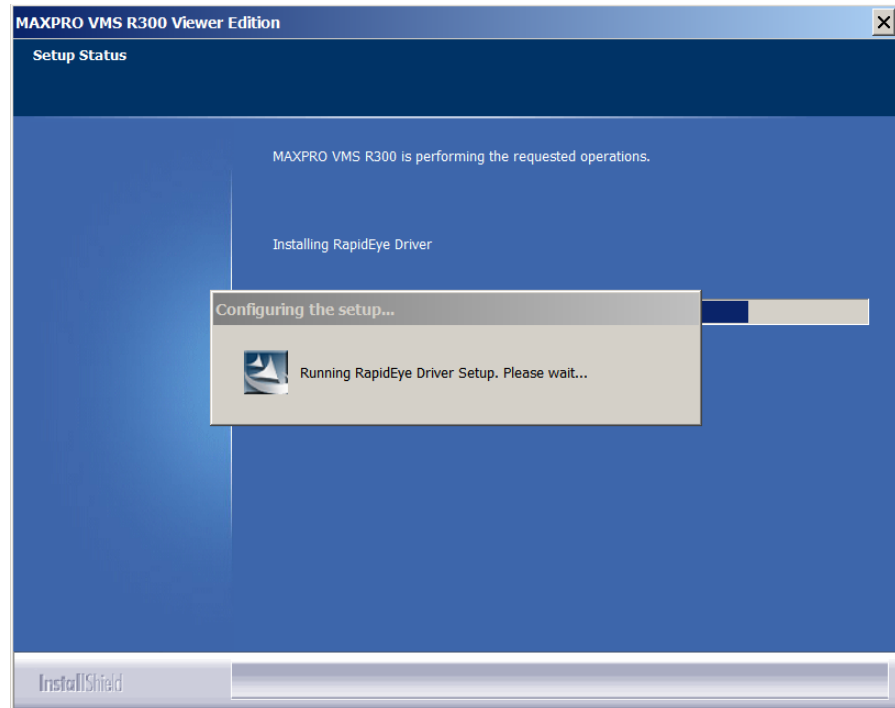 MAXPRO VMS R300 Viewer Edition
Setup Status
MAXPRO VMS R300 is performing the requested operations.
Installing RapidEye Driver
Configuring the setup...
Running RapidEye Driver Setup. Please wait...
InstallShield